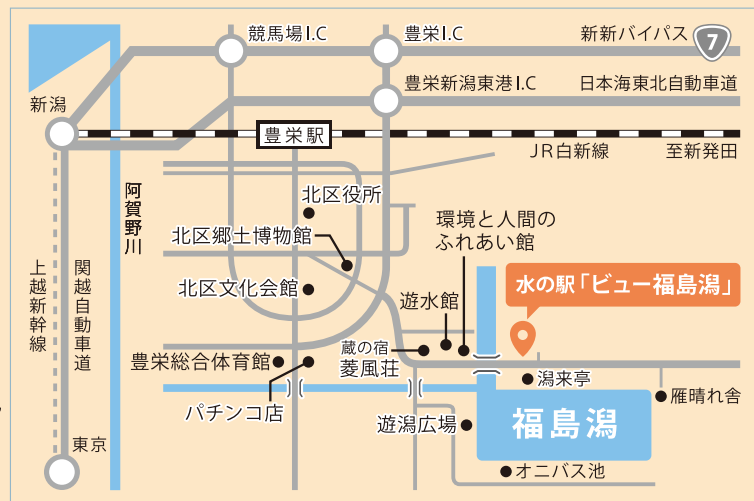 競馬場I.C
豊栄I.C
新新バイパス
7
豊栄新潟東港I.C
日本海東北自動車道
新潟
豊栄駅
JR白新線
至新発田
阿賀野川
北区役所
北区郷土博物館
環境と人間の
ふれあい館
上越新幹線
関越自動車道
北区文化会館
遊水館
水の駅「ビュー福島潟」
豊栄総合体育館
蔵の宿
菱風荘
潟来亭
雁晴れ舎
パチンコ店
遊潟広場
福島潟
東京
オニバス池